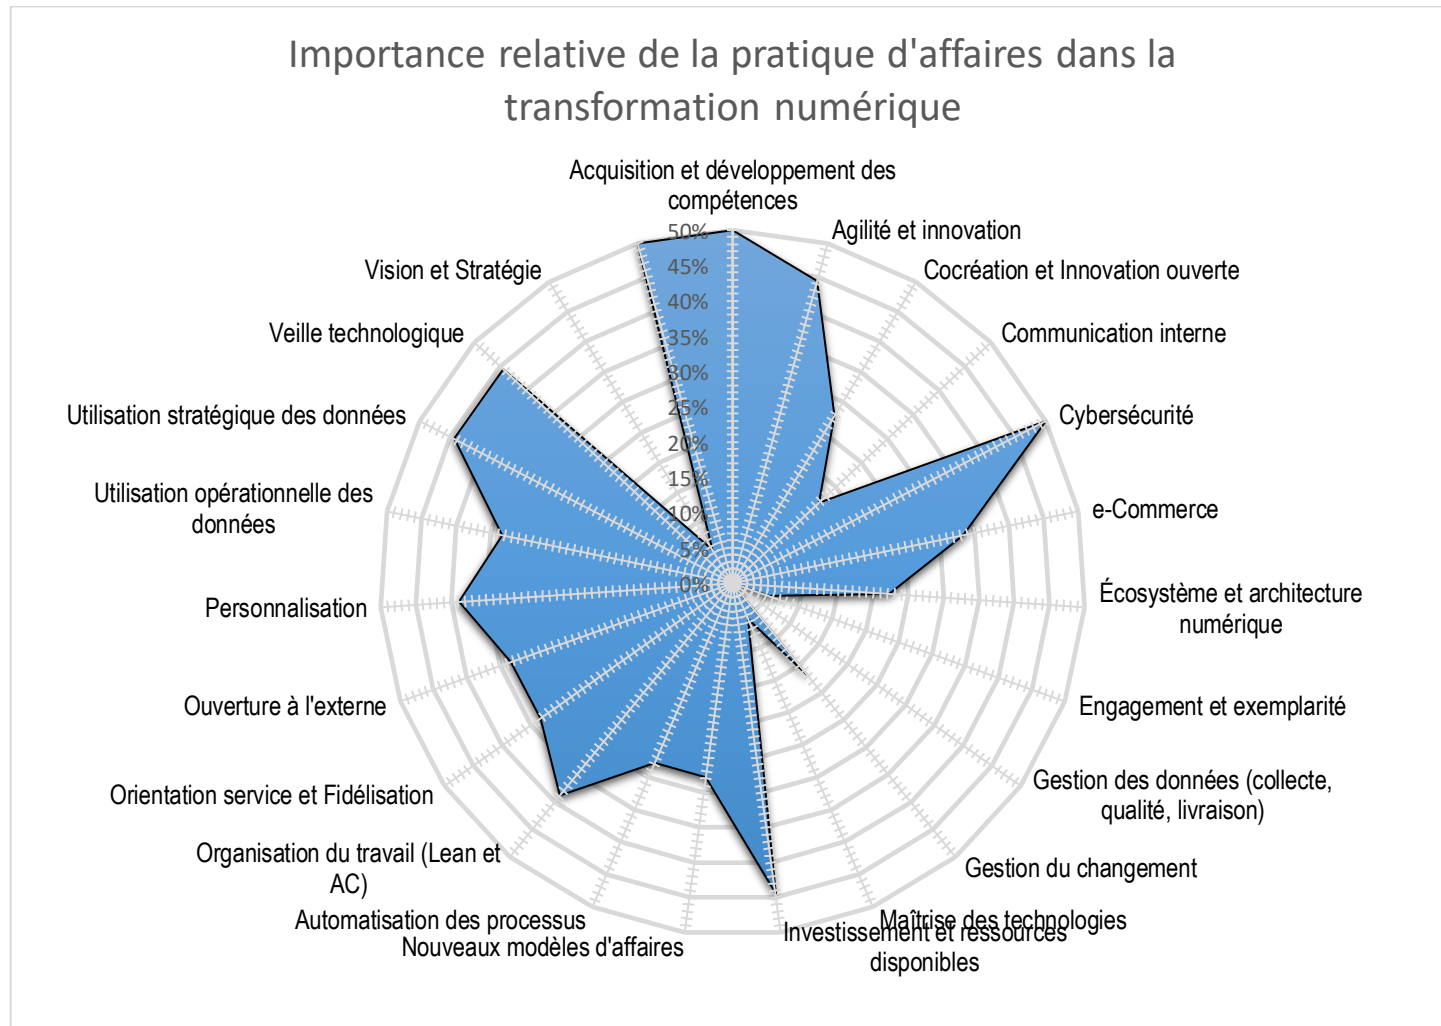 Importance relative de la pratique d'affaires dans la
transformation numérique
Acquisition et développement des
compétences
Agilité et innovation
Cocréation et Innovation ouverte
Communication interne
Cybersécurité
e-Commerce
Écosystème et architecture
numérique
Engagement et exemplarité
Gestion des données (collecte,
qualité, livraison)
Gestion du changement
Maîtrise des technologies
Investissement et ressources
disponibles
Nouveaux modèles d'affaires
Automatisation des processus
Organisation du travail (Lean et
AC)
Orientation service et Fidélisation
Ouverture à l'externe
Personnalisation
Utilisation opérationnelle des
données
Utilisation stratégique des données
Veille technologique
Vision et Stratégie
50%
45%
40%
35%
30%
25%
20%
15%
10%
5%
0%